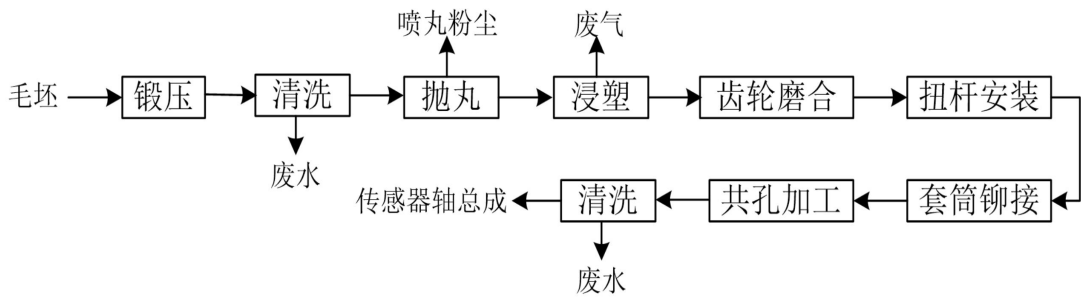 喷丸粉尘
废气
毛坯
锻压
清洗
抛丸
浸塑
齿轮磨合
扭杆安装
废水
传感器轴总成
清洗
共孔加工
套筒铆接
废水